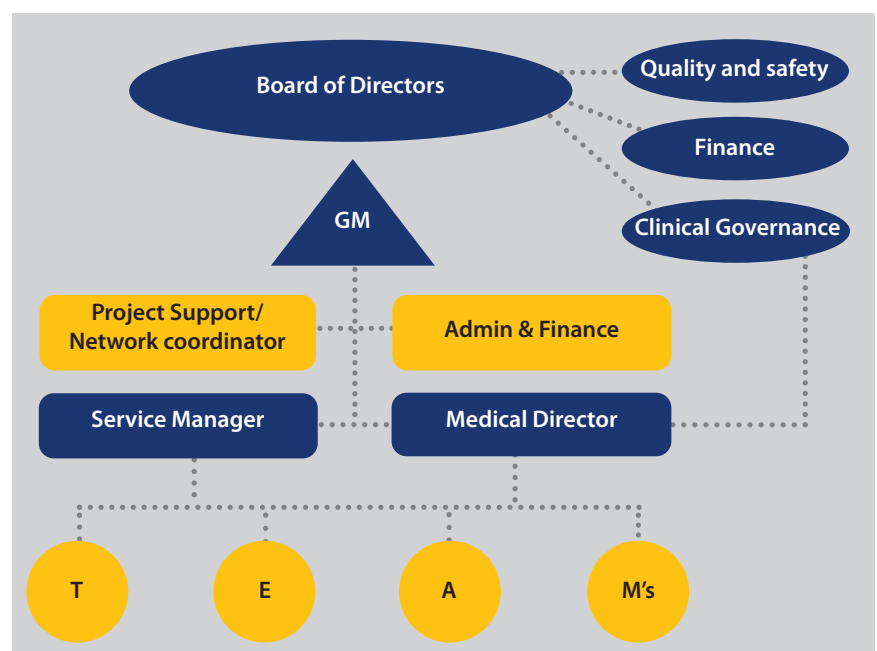 Board of Directors
Quality and safety
Finance
Clinical Governance
GM
Project Support/
Network coordinator
Admin & Finance
Service Manager
Medical Director
T
E
A
M's